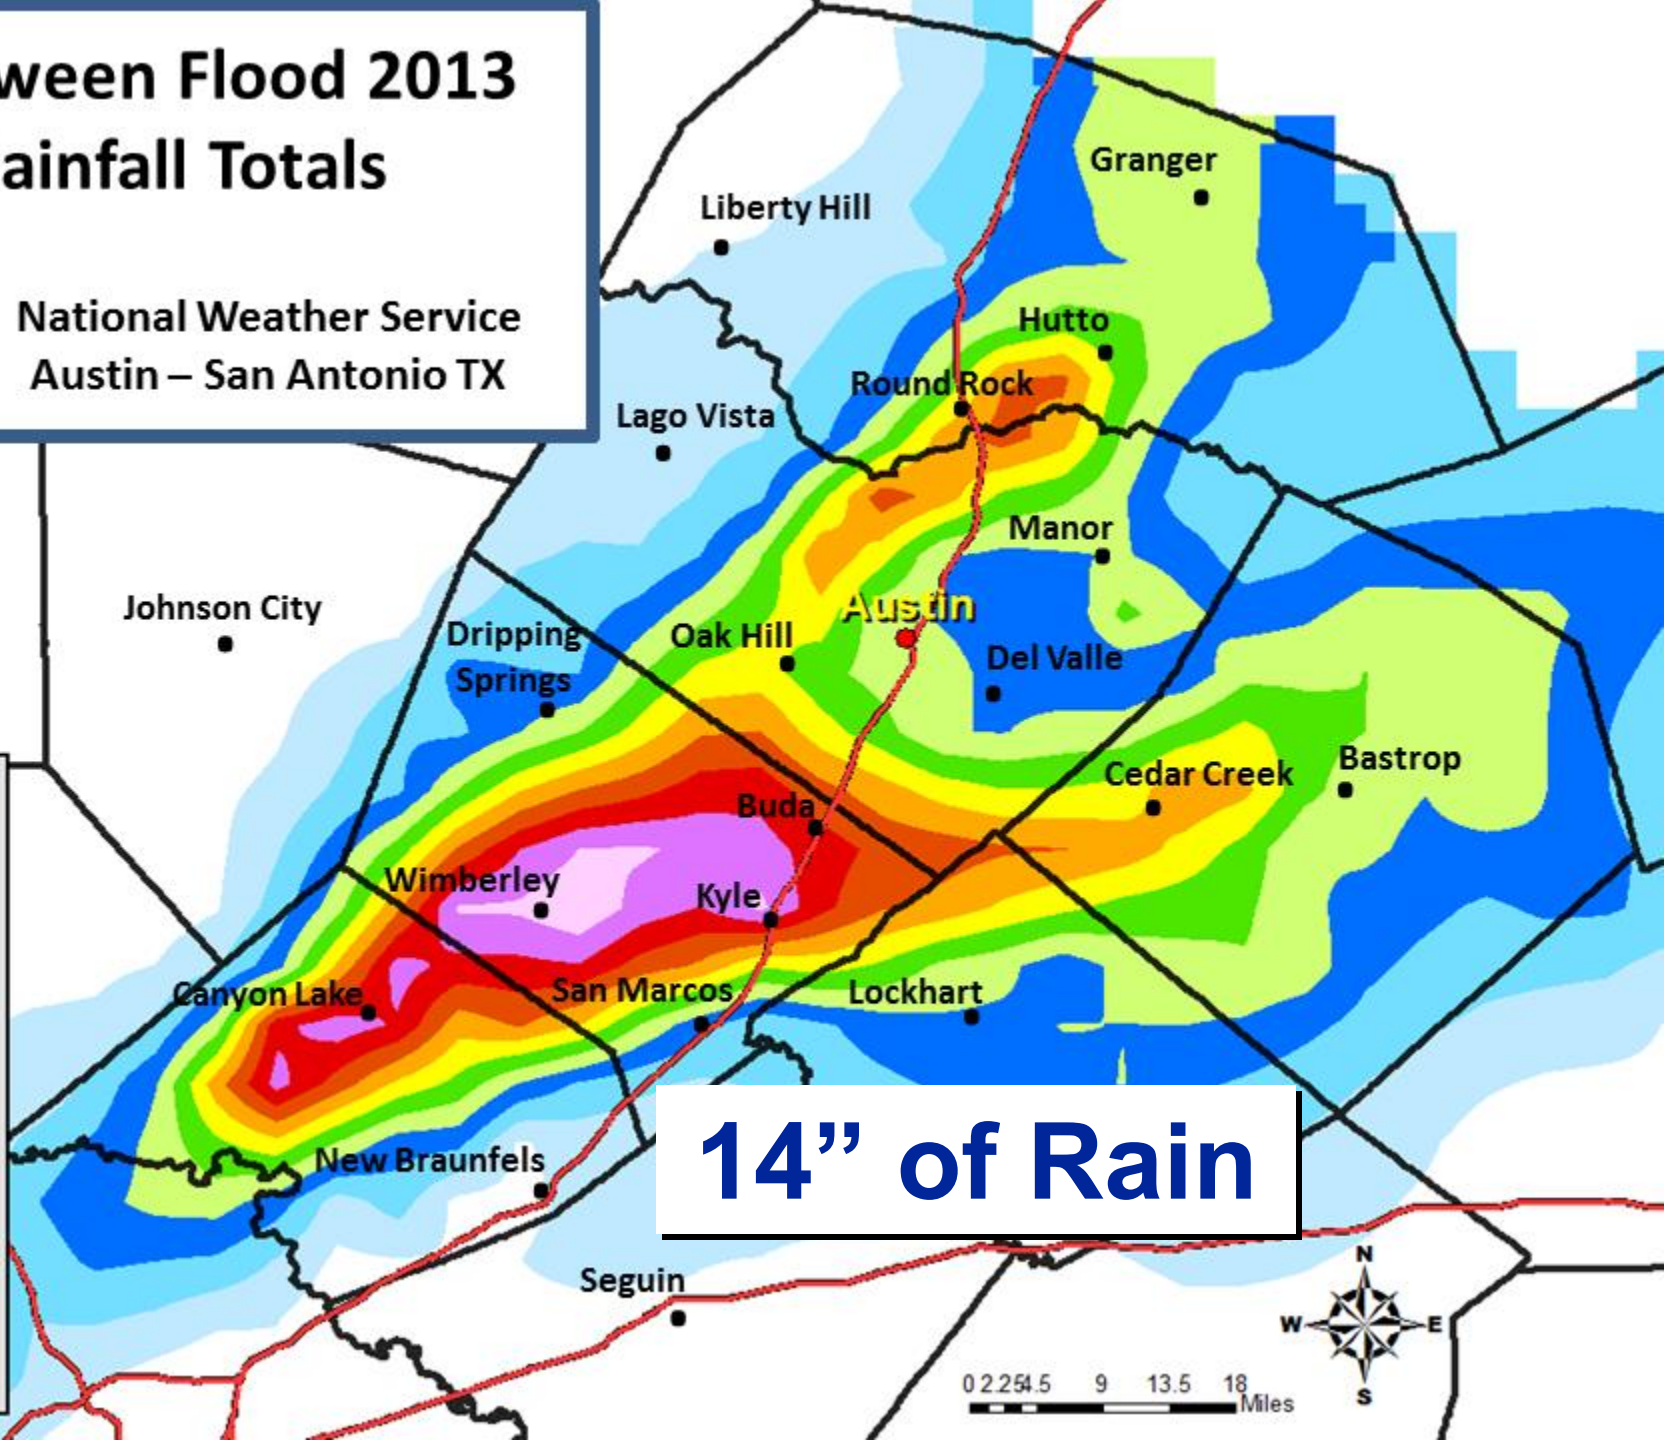 ween Flood 2013
ainfall Totals
National Weather Service
Austin – San Antonio TX
Granger
Liberty Hill
Hutto
Round Rock
Lago Vista
Manor
Johnson City
Austin
Dripping
Springs
Oak Hill
Del Valle
Bastrop
Cedar Creek
Buda
Wimberley
Kyle
Canyon Lake
San Marcos
Lockhart
New Braunfels
14” of Rain
Seguin
N
W
E
S
0 2.25 4.5 9 13.5 18
Miles